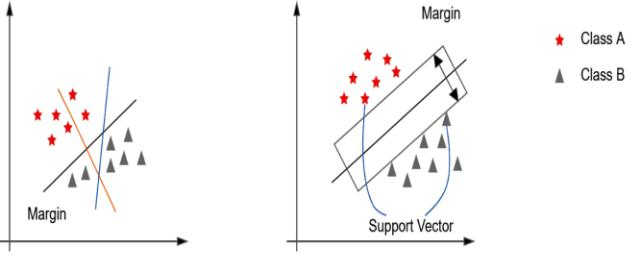 Margin
Class A
Class B
Margin
Support Vector